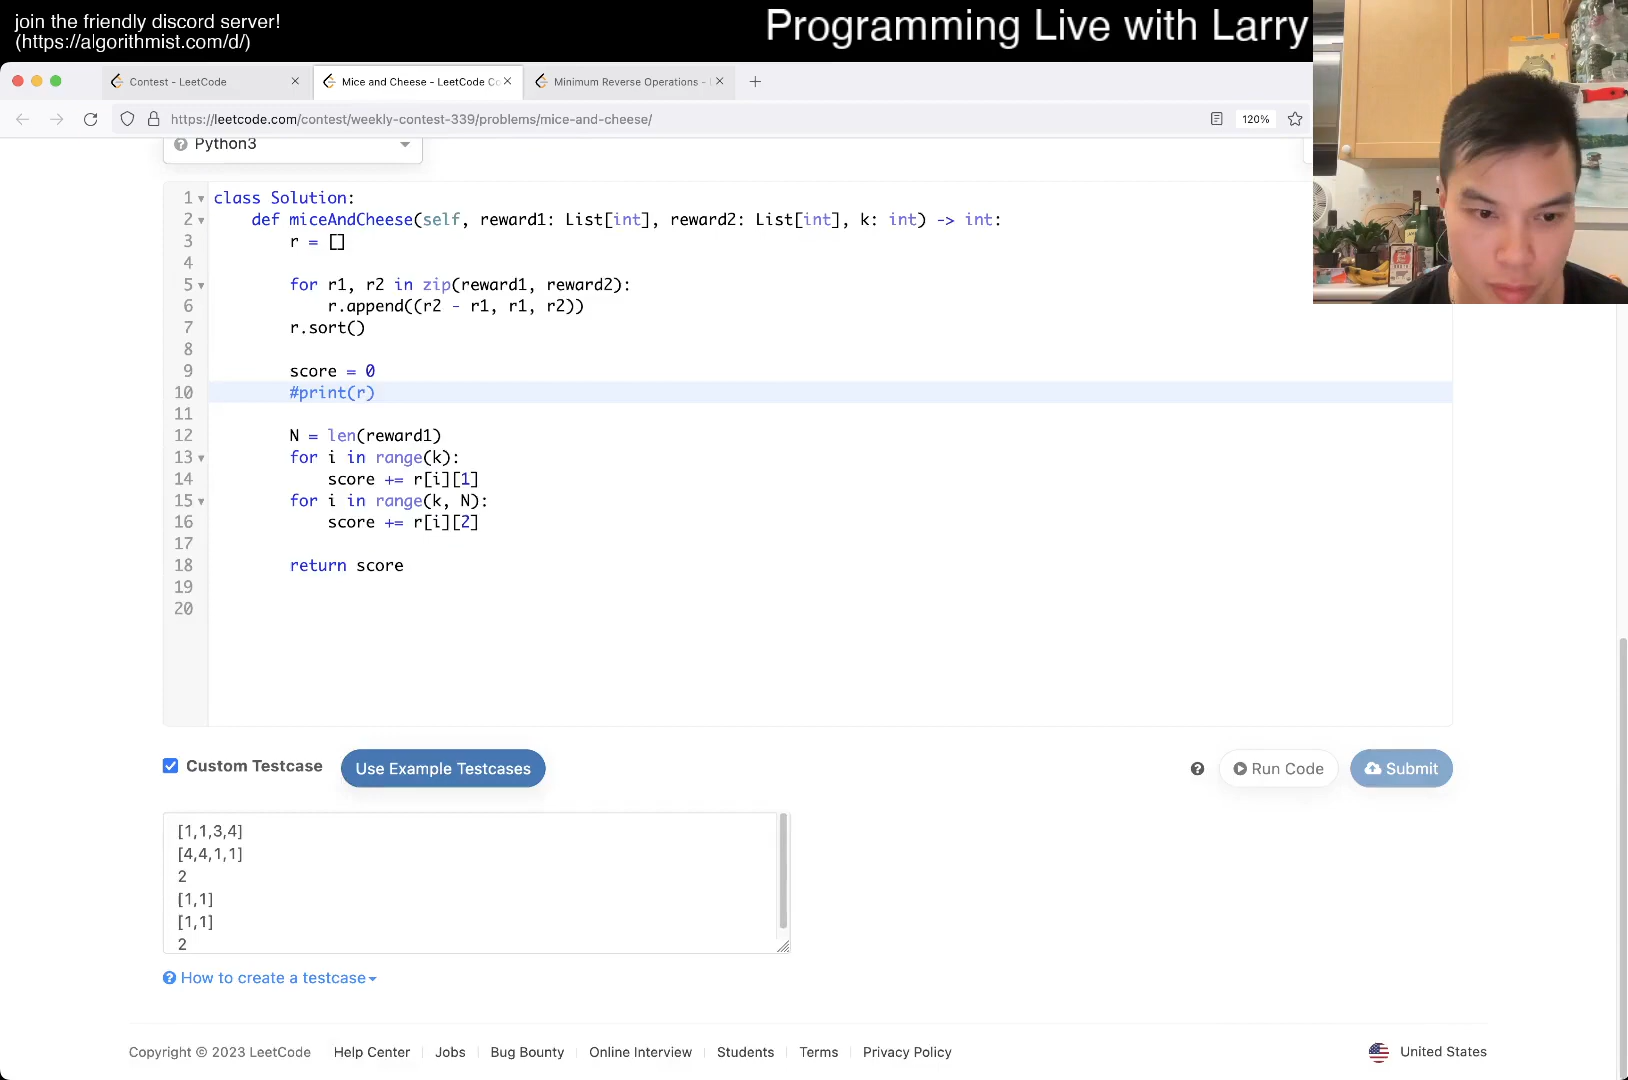 join the friendly discord server!
(https://algorithmist.com/d/)
Programming Live with Larry
Contest - LeetCode
Mice and Cheese - LeetCode Co
Minimum Reverse Operations -
https://leetcode.com/contest/weekly-contest-339/problems/mice-and-cheese/
120%
Python3
1 class Solution:
2 def miceAndCheese(self, reward1: List[int], reward2: List[int], k: int) -> int:
3 r = []
4
5 for r1, r2 in zip(reward1, reward2):
6 r.append((r2 - r1, r1, r2))
7 r.sort()
8
9 score = 0
10 #print(r)
11
12 N = len(reward1)
13 for i in range(k):
14 score += r[i][1]
15 for i in range(k, N):
16 score += r[i][2]
17
18 return score
19
20
Custom Testcase
Use Example Testcases
Run Code
Submit
[1,1,3,4]
[4,4,1,1]
2
[1,1]
[1,1]
2
How to create a testcase
Copyright © 2023 LeetCode
Help Center
Jobs
Bug Bounty
Online Interview
Students
Terms
Privacy Policy
United States